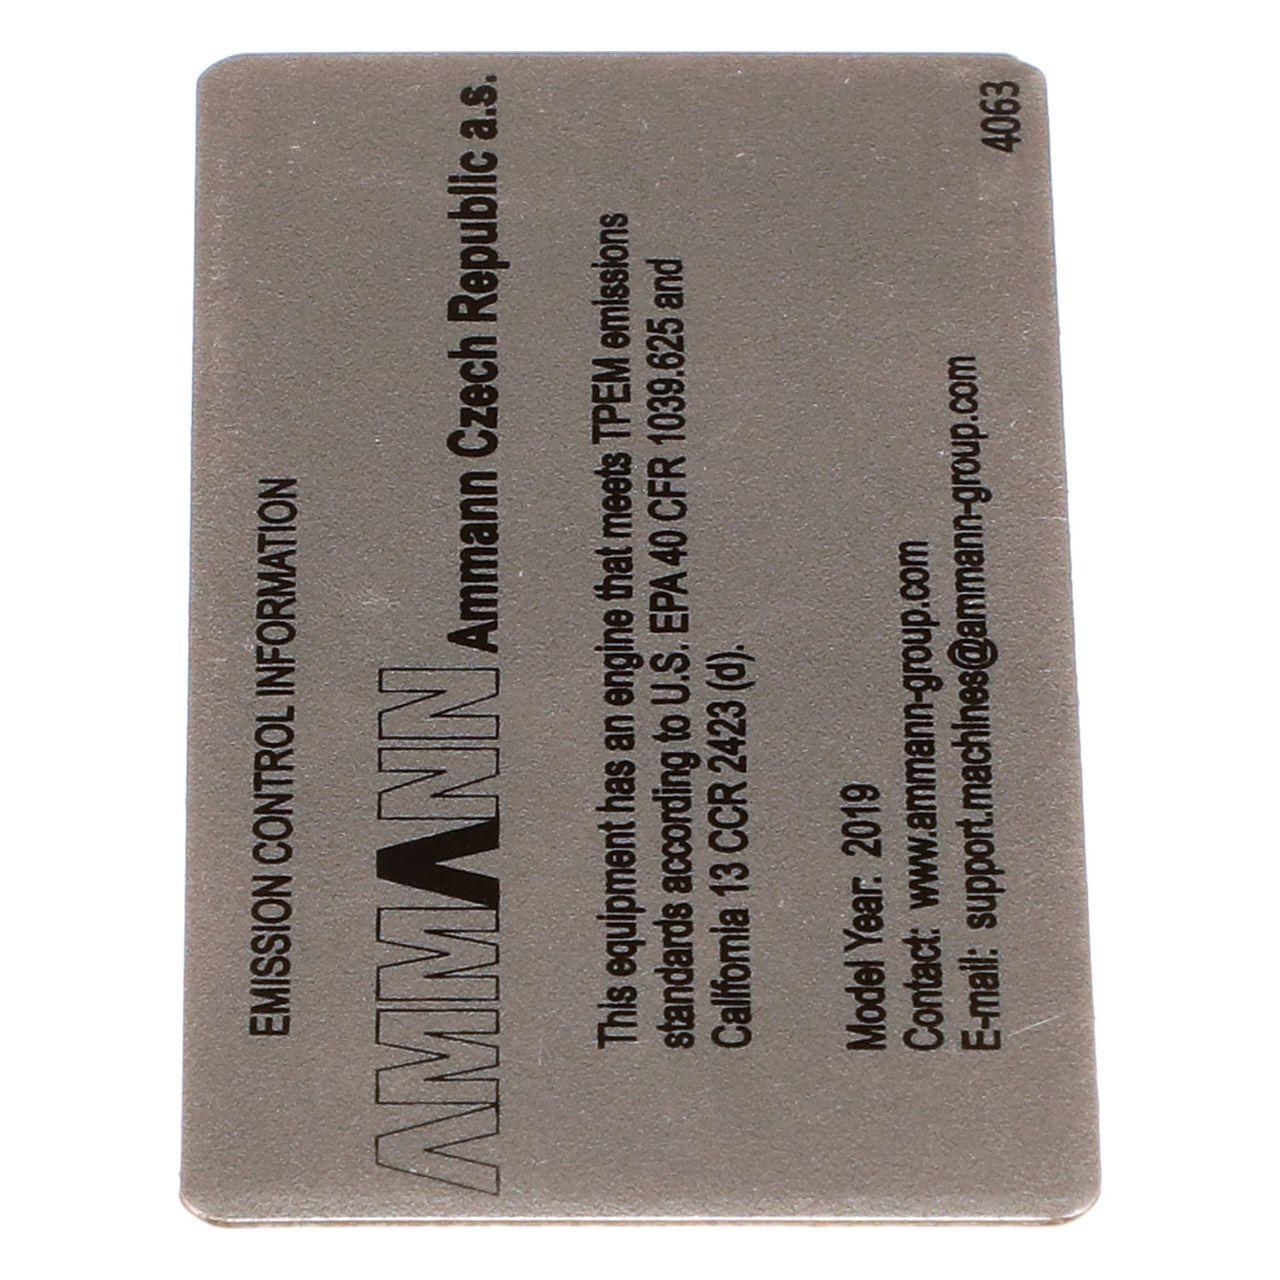 EMISSION CONTROL INFORMATION
AMMANN Ammann Czech Republic a.s.
This equipment has an engine that meets TPEM emissions
standards according to U.S. EPA 40 CFR 1039.625 and
California 13 CCR 2423 (d).
Model Year: 2019
Contact: www.ammann-group.com
E-mail: support.machines@ammann-group.com
4063